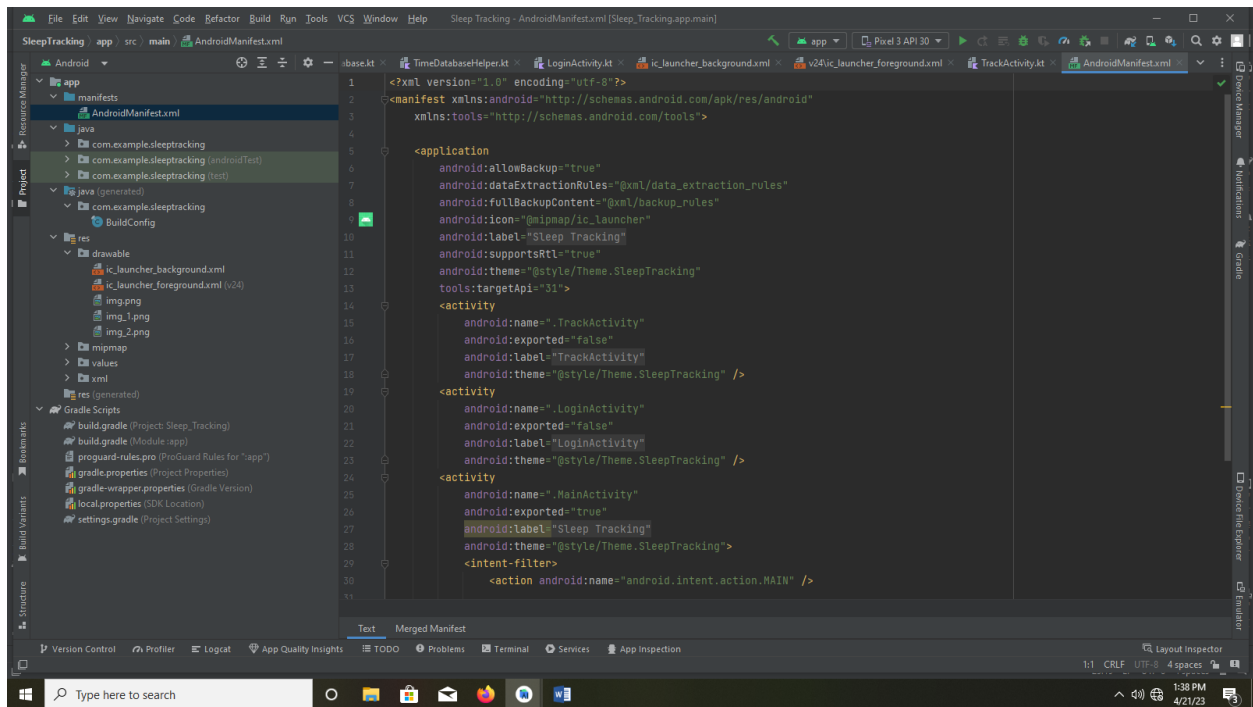 File Edit View Navigate Code Refactor Build Run Tools VCS Window Help Sleep Tracking - AndroidManifest.xml [Sleep_Tracking.app.main]
SleepTracking app src main AndroidManifest.xml app Pixel 3 API 30
Android abase.kt TimeDatabaseHelper.kt LoginActivity.kt ic_launcher_background.xml v24\ic_launcher_foreground.xml TrackActivity.kt AndroidManifest.xml
Resource Manager
Project
Bookmarks
Build Variants
Structure
app
manifests
AndroidManifest.xml
java
com.example.sleeptracking
com.example.sleeptracking (androidTest)
com.example.sleeptracking (test)
java (generated)
com.example.sleeptracking
BuildConfig
res
drawable
ic_launcher_background.xml
ic_launcher_foreground.xml (v24)
img.png
img_1.png
img_2.png
mipmap
values
xml
res (generated)
Gradle Scripts
build.gradle (Project: Sleep_Tracking)
build.gradle (Module :app)
proguard-rules.pro (ProGuard Rules for ":app")
gradle.properties (Project Properties)
gradle-wrapper.properties (Gradle Version)
local.properties (SDK Location)
settings.gradle (Project Settings)
1 <?xml version="1.0" encoding="utf-8"?>
2 <manifest xmlns:android="http://schemas.android.com/apk/res/android"
3 xmlns:tools="http://schemas.android.com/tools">
4
5 <application
6 android:allowBackup="true"
7 android:dataExtractionRules="@xml/data_extraction_rules"
8 android:fullBackupContent="@xml/backup_rules"
9 android:icon="@mipmap/ic_launcher"
10 android:label="Sleep Tracking"
11 android:supportsRtl="true"
12 android:theme="@style/Theme.SleepTracking"
13 tools:targetApi="31">
14 <activity
15 android:name=".TrackActivity"
16 android:exported="false"
17 android:label="TrackActivity"
18 android:theme="@style/Theme.SleepTracking" />
19 <activity
20 android:name=".LoginActivity"
21 android:exported="false"
22 android:label="LoginActivity"
23 android:theme="@style/Theme.SleepTracking" />
24 <activity
25 android:name=".MainActivity"
26 android:exported="true"
27 android:label="Sleep Tracking"
28 android:theme="@style/Theme.SleepTracking">
29 <intent-filter>
30 <action android:name="android.intent.action.MAIN" />
31
Device Manager
Notifications
Gradle
Device File Explorer
Emulator
Text Merged Manifest
Version Control Profiler Logcat App Quality Insights TODO Problems Terminal Services App Inspection Layout Inspector
1:1 CRLF UTF-8 4 spaces
Type here to search 1:38 PM
4/21/23
3